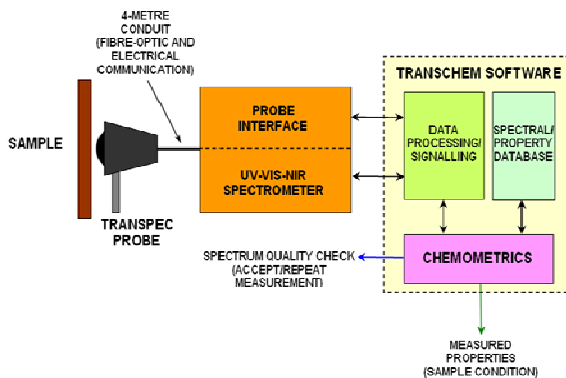 4-METRE
CONDUIT
(FIBRE-OPTIC AND
ELECTRICAL
COMMUNICATION)
SAMPLE
TRANSPEC
PROBE
PROBE
INTERFACE
UV-VIS-NIR
SPECTROMETER
TRANSCHEM SOFTWARE
DATA
PROCESSING/
SIGNALLING
SPECTRAL/
PROPERTY
DATABASE
CHEMOMETRICS
SPECTRUM QUALITY CHECK
(ACCEPT/REPEAT
MEASUREMENT)
MEASURED
PROPERTIES
(SAMPLE CONDITION)